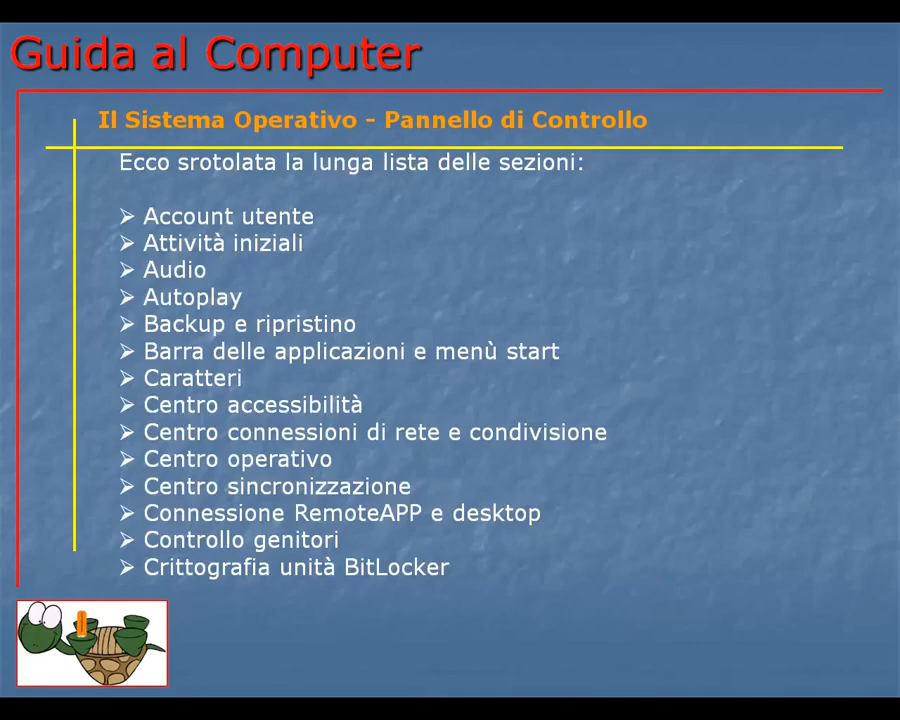 Guida al Computer
Il Sistema Operativo - Pannello di Controllo
Ecco srotolata la lunga lista delle sezioni:
Account utente
Attività iniziali
Audio
Autoplay
Backup e ripristino
Barra delle applicazioni e menù start
Caratteri
Centro accessibilità
Centro connessioni di rete e condivisione
Centro operativo
Centro sincronizzazione
Connessione RemoteAPP e desktop
Controllo genitori
Crittografia unità BitLocker